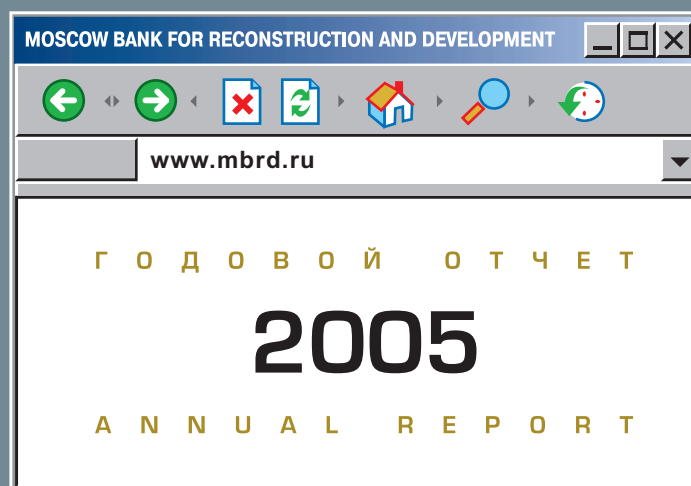 MOSCOW BANK FOR RECONSTRUCTION AND DEVELOPMENT
www.mbrd.ru
ГОДОВОЙ ОТЧЕТ
2005
ANNUAL REPORT